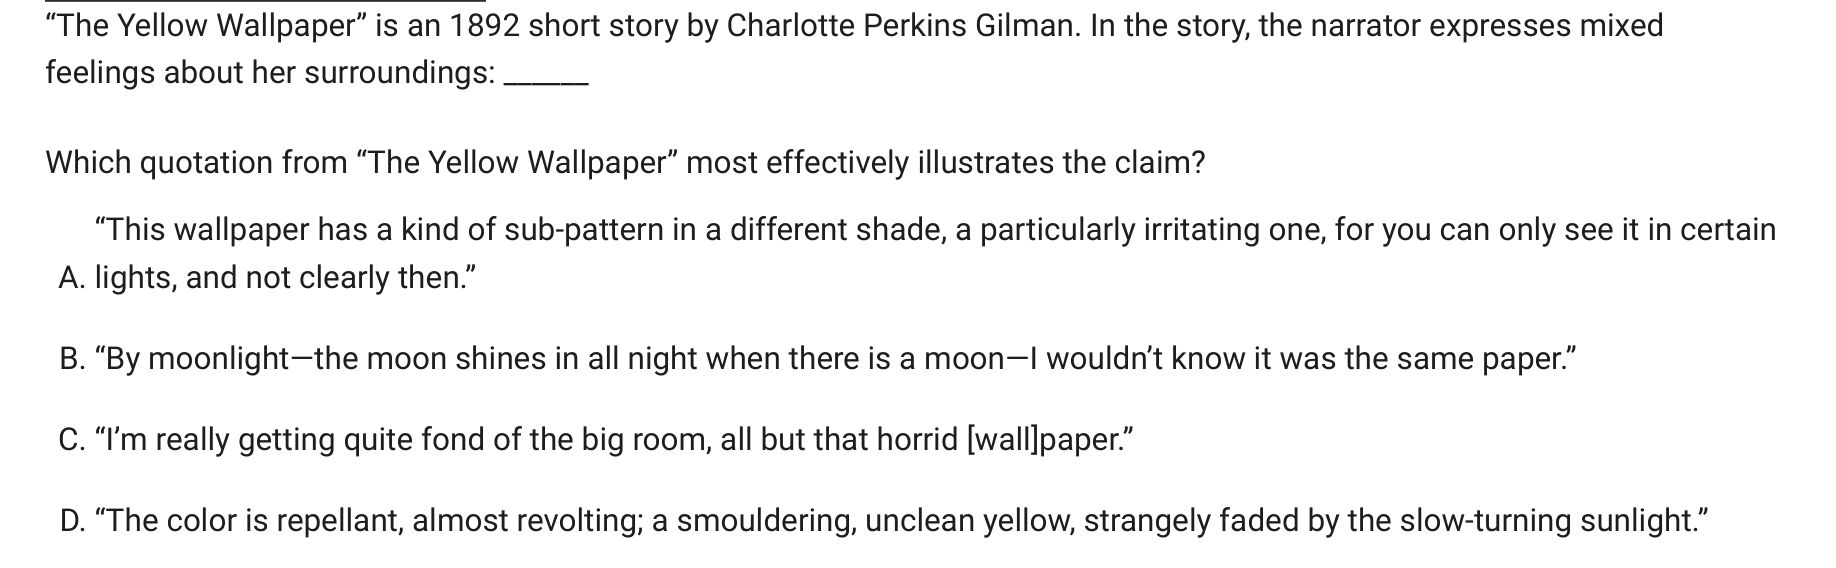 “The Yellow Wallpaper” is an 1892 short story by Charlotte Perkins Gilman. In the story, the narrator expresses mixed
feelings about her surroundings: ______
Which quotation from “The Yellow Wallpaper” most effectively illustrates the claim?
“This wallpaper has a kind of sub-pattern in a different shade, a particularly irritating one, for you can only see it in certain
A. lights, and not clearly then.”
B. “By moonlight—the moon shines in all night when there is a moon—I wouldn’t know it was the same paper.”
C. “I’m really getting quite fond of the big room, all but that horrid [wall]paper.”
D. “The color is repellant, almost revolting; a smouldering, unclean yellow, strangely faded by the slow-turning sunlight.”